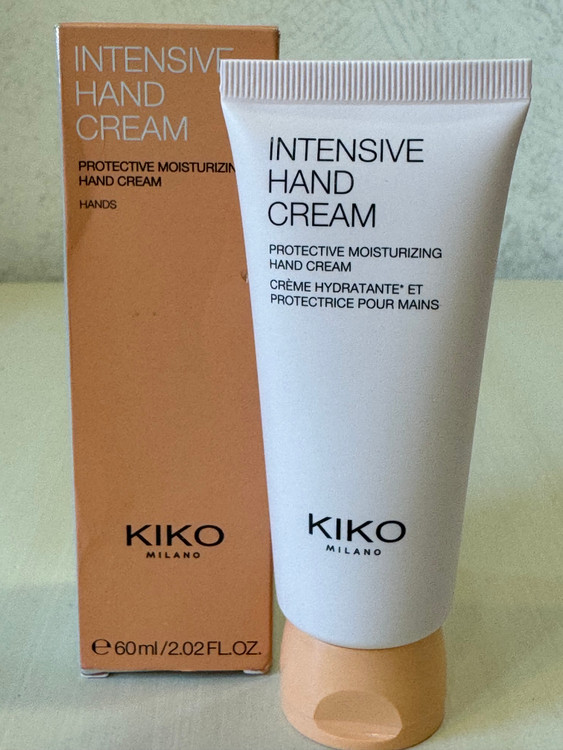 INTENSIVE
HAND
CREAM
PROTECTIVE MOISTURIZIN
HAND CREAM
HANDS
KIKO
MILANO
℮ 60 ml / 2.02 FL.OZ.
INTENSIVE
HAND
CREAM
PROTECTIVE MOISTURIZING
HAND CREAM
CRÈME HYDRATANTE* ET
PROTECTRICE POUR MAINS
KIKO
MILANO